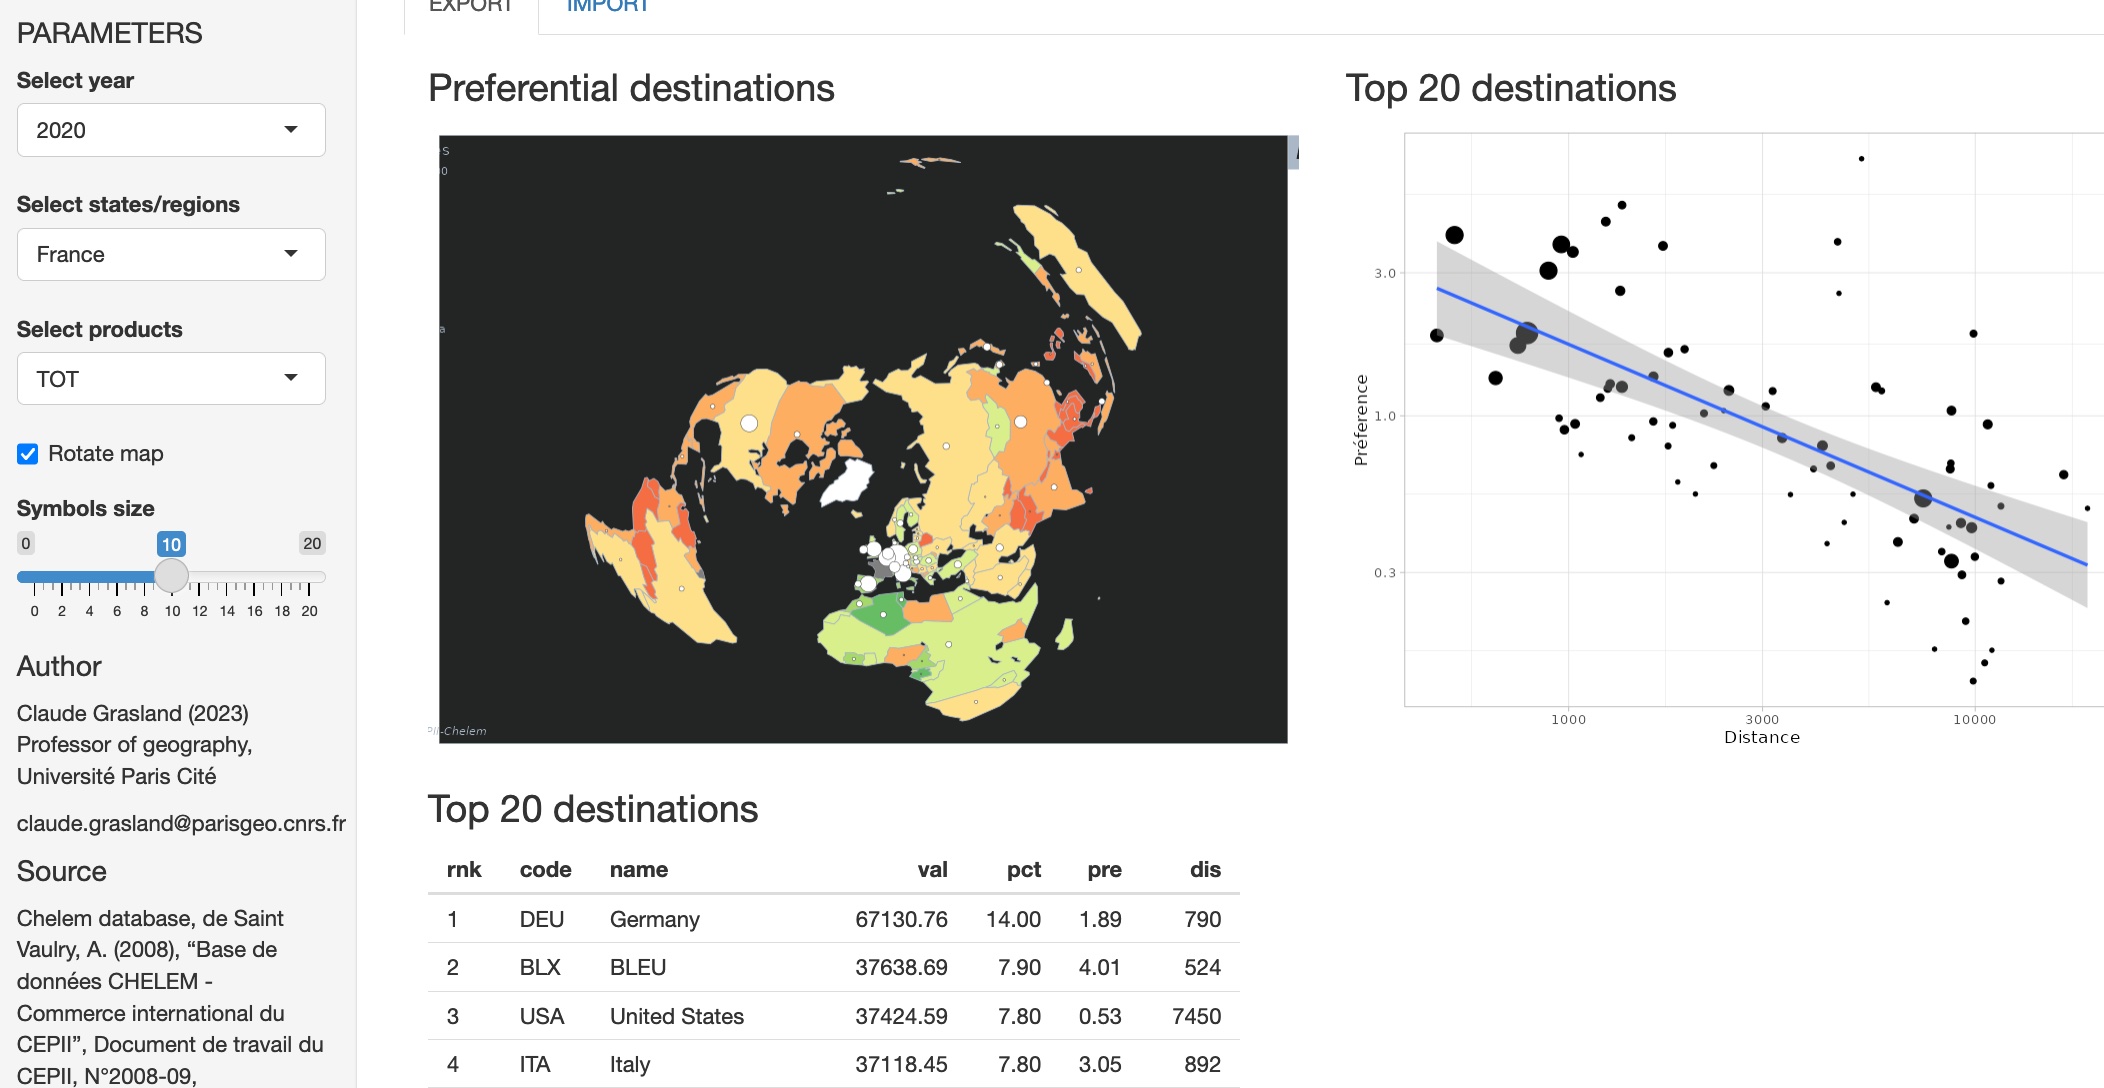 PARAMETERS
Select year
2020
Select states/regions
France
Select products
TOT
Rotate map
Symbols size
0 10 20
0 2 4 6 8 10 12 14 16 18 20
Author
Claude Grasland (2023)
Professor of geography,
Université Paris Cité
claude.grasland@parisgeo.cnrs.fr
Source
Chelem database, de Saint
Vaulry, A. (2008), “Base de
données CHELEM -
Commerce international du
CEPII”, Document de travail du
CEPII, N°2008-09,
EXPORT IMPORT
Preferential destinations
s
a
-Chelem
Top 20 destinations
Préference
3.0
1.0
0.3
1000 3000 10000
Distance
Top 20 destinations
rnk code name val pct pre dis
1 DEU Germany 67130.76 14.00 1.89 790
2 BLX BLEU 37638.69 7.90 4.01 524
3 USA United States 37424.59 7.80 0.53 7450
4 ITA Italy 37118.45 7.80 3.05 892